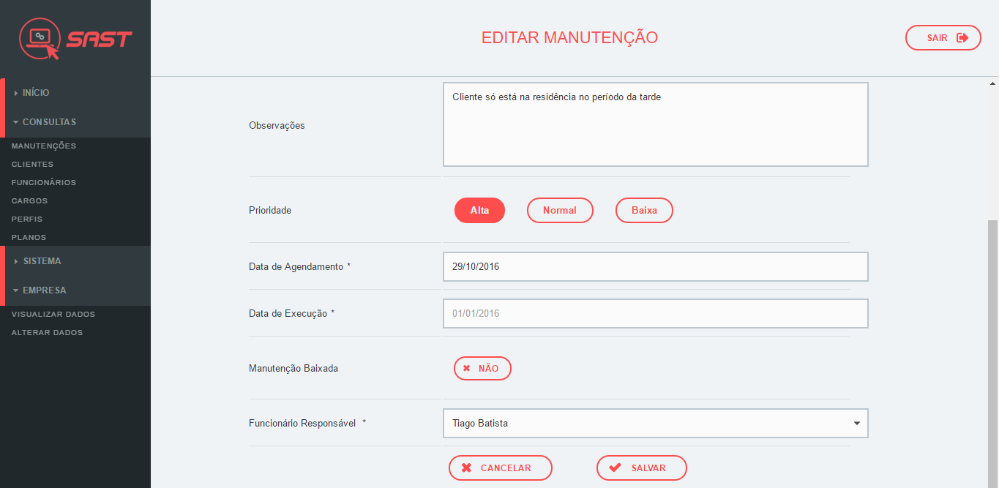 SAST
EDITAR MANUTENÇÃO
SAIR
INÍCIO
CONSULTAS
MANUTENÇÕES
CLIENTES
FUNCIONÁRIOS
CARGOS
PERFIS
PLANOS
SISTEMA
EMPRESA
VISUALIZAR DADOS
ALTERAR DADOS
Observações
Cliente só está na residência no período da tarde
Prioridade
Alta Normal Baixa
Data de Agendamento * 29/10/2016
Data de Execução * 01/01/2016
Manutenção Baixada NÃO
Funcionário Responsável * Tiago Batista
CANCELAR SALVAR